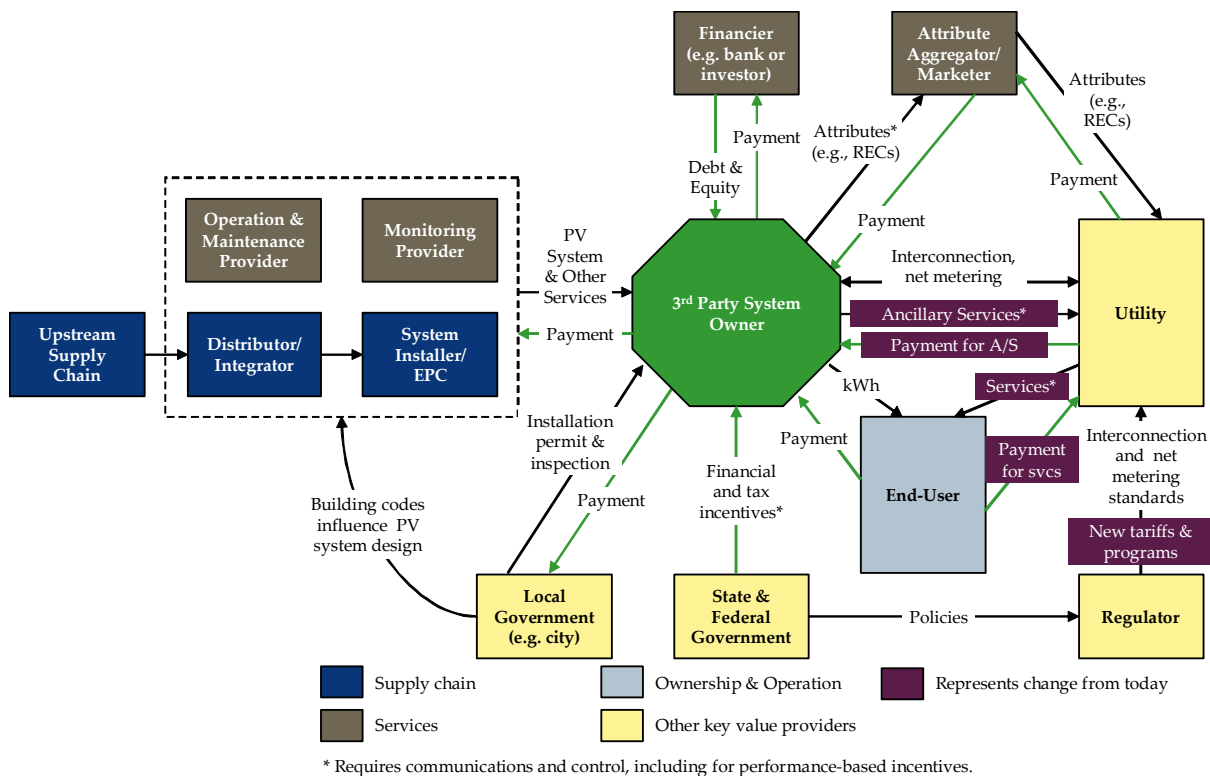 Financier
(e.g. bank or
investor)
Attribute
Aggregator/
Marketer
Attributes
(e.g.,
RECs)
Payment
Attributes*
(e.g., RECs)
Debt &
Equity
Payment
Payment
Operation &
Maintenance
Provider
Monitoring
Provider
PV
System
& Other
Services
Interconnection,
net metering
3rd Party System
Owner
Ancillary Services*
Utility
Upstream
Supply
Chain
Distributor/
Integrator
System
Installer/
EPC
Payment
Payment for A/S
kWh
Services*
Installation
permit &
inspection
Payment
Interconnection
and net
metering
standards
Payment
for svcs
Financial
and tax
incentives*
End-User
Payment
Building codes
influence PV
system design
New tariffs &
programs
Local
Government
(e.g. city)
State &
Federal
Government
Policies
Regulator
Supply chain
Ownership & Operation
Represents change from today
Services
Other key value providers
* Requires communications and control, including for performance-based incentives.